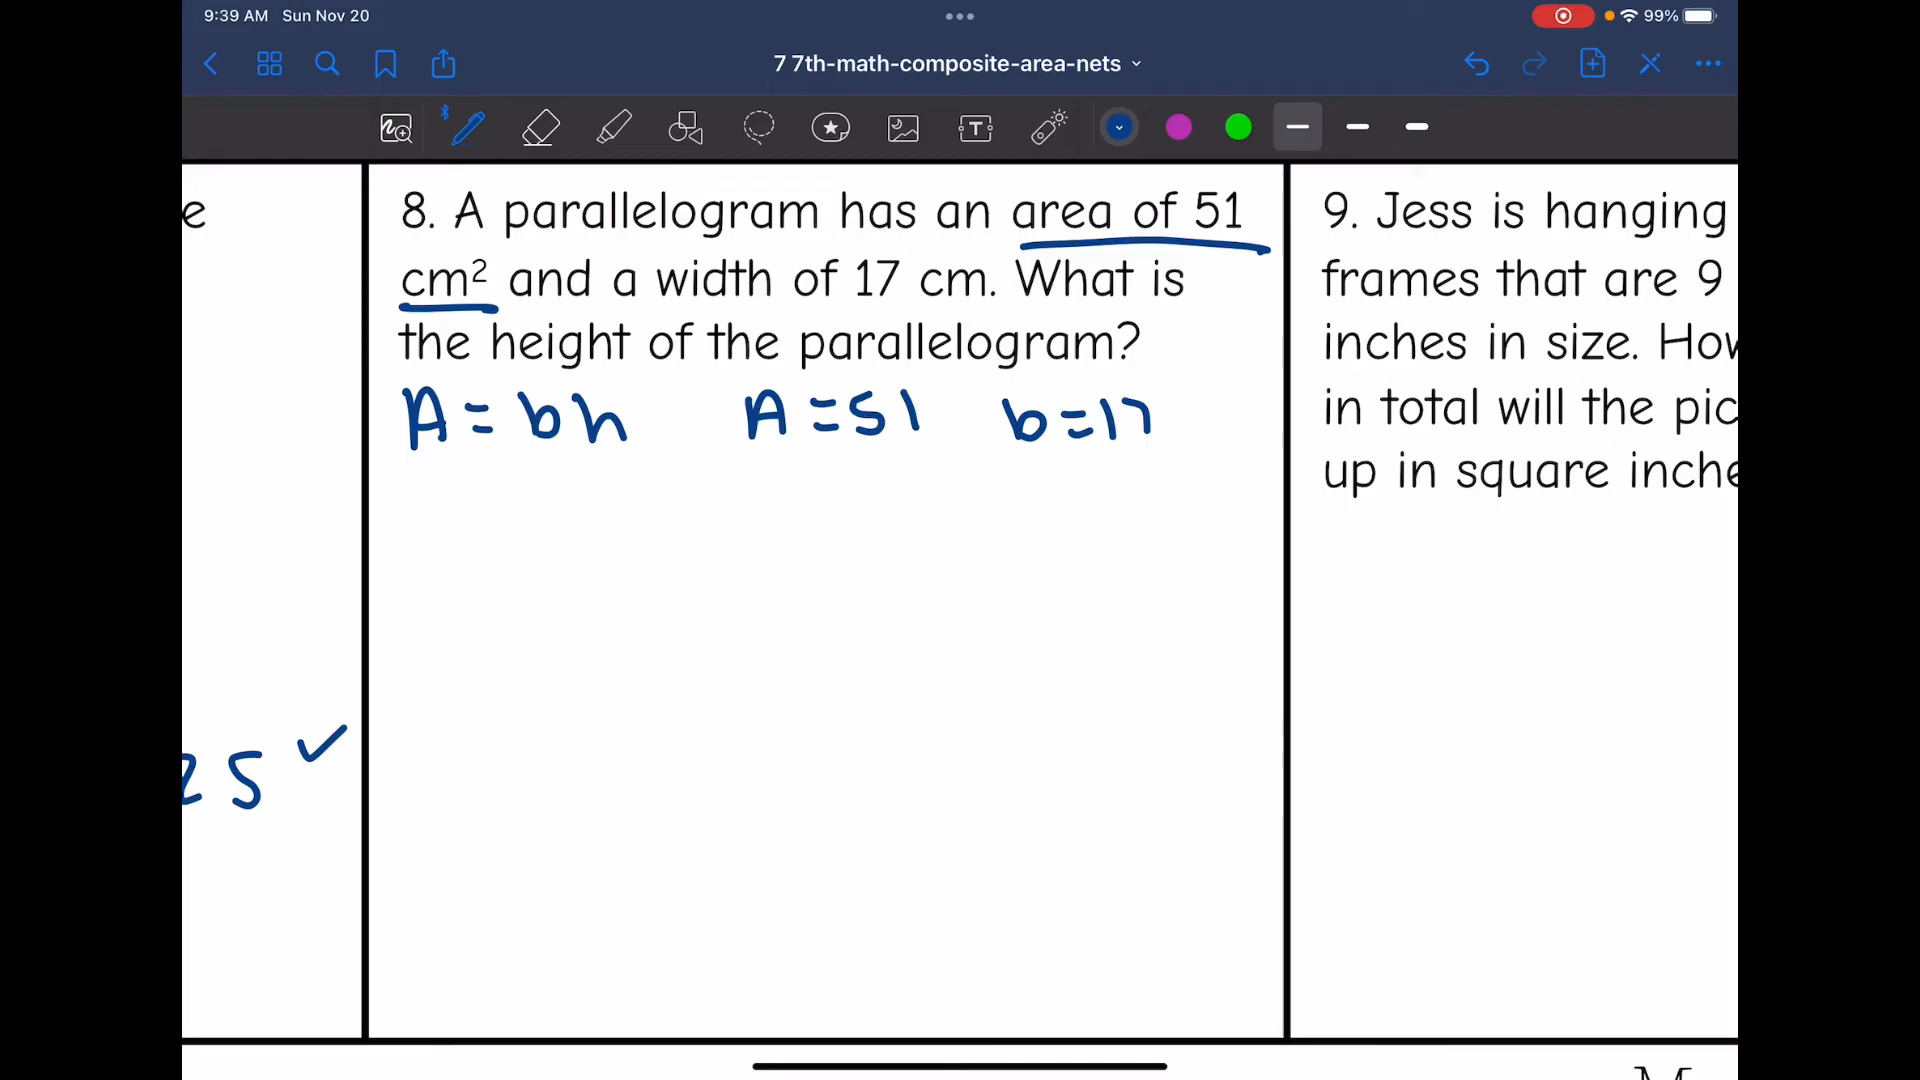 9:39 AM Sun Nov 20
99%
7 7th-math-composite-area-nets
T
e
8. A parallelogram has an area of 51
cm² and a width of 17 cm. What is
the height of the parallelogram?
A = bh A = 51 b = 17
25 ✓
9. Jess is hanging
frames that are 9
inches in size. How
in total will the pic
up in square inche